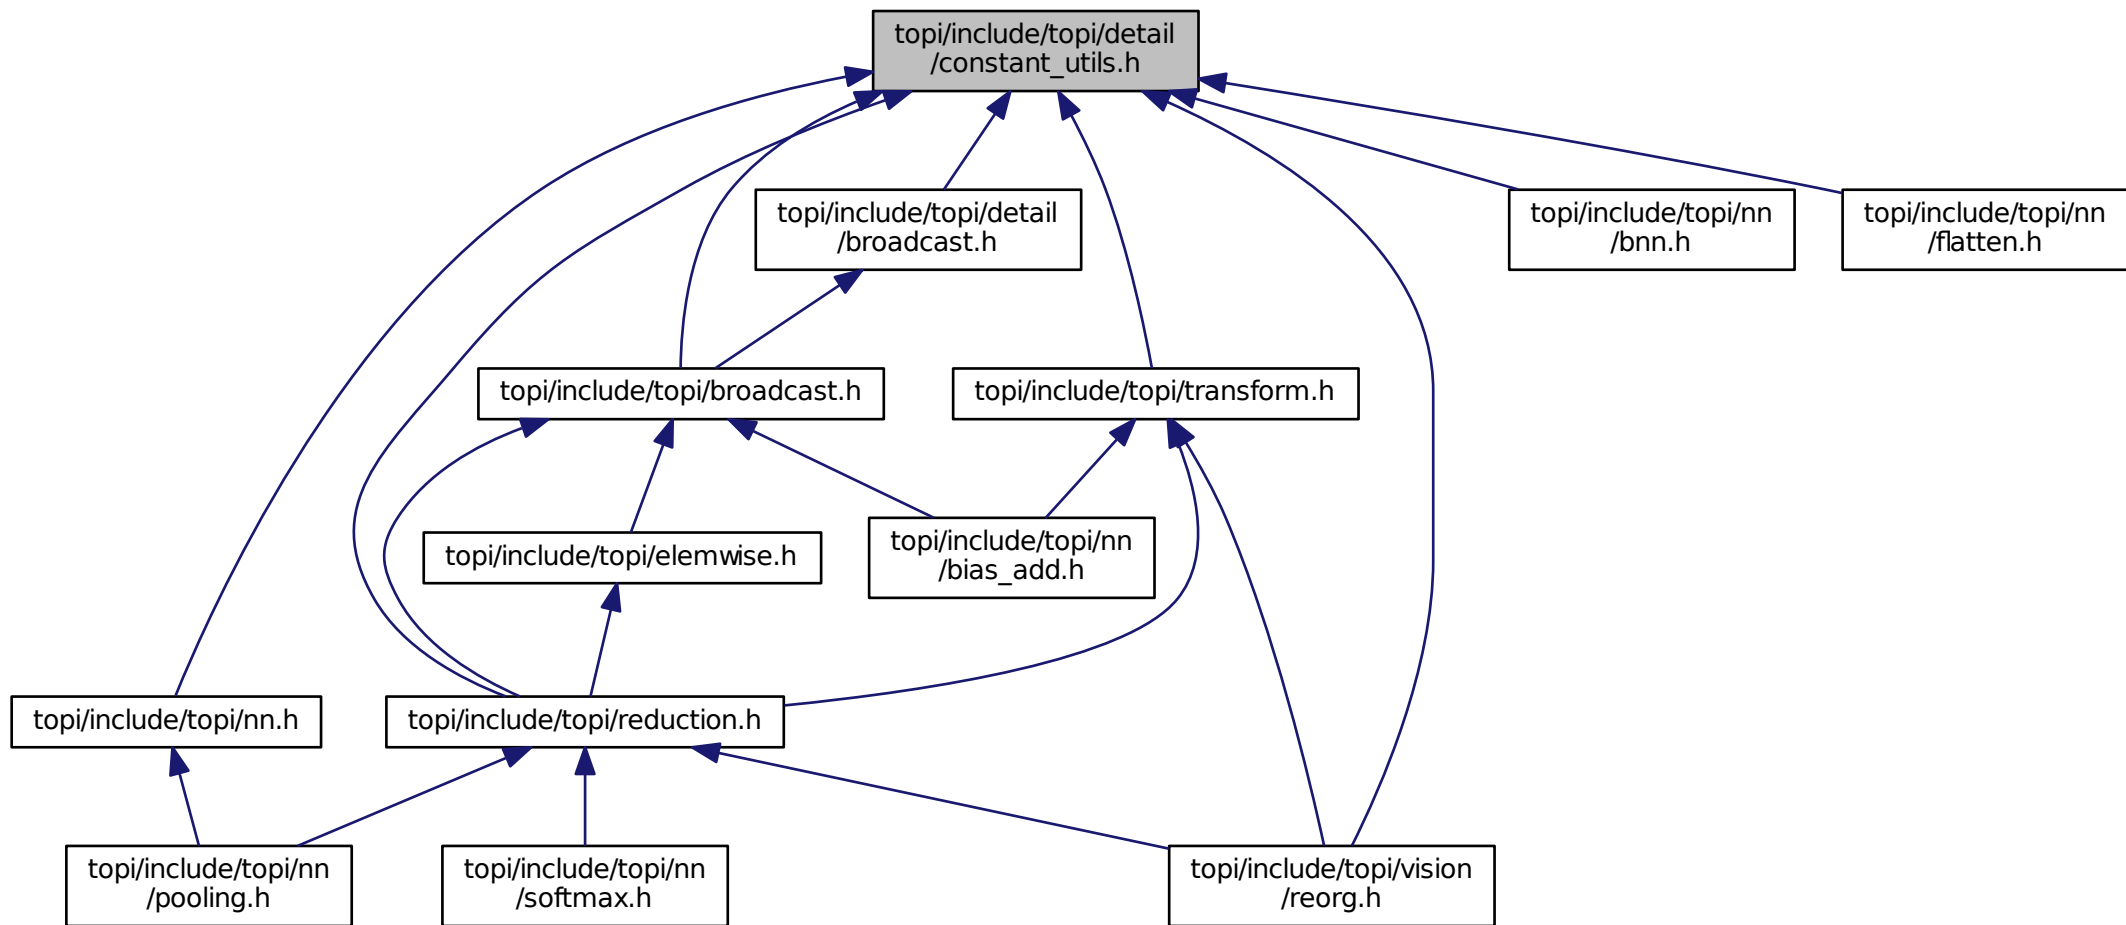 topi/include/topi/detail
/constant_utils.h
topi/include/topi/detail
/broadcast.h
topi/include/topi/nn
/bnn.h
topi/include/topi/nn
/flatten.h
topi/include/topi/broadcast.h
topi/include/topi/transform.h
topi/include/topi/elemwise.h
topi/include/topi/nn
/bias_add.h
topi/include/topi/nn.h
topi/include/topi/reduction.h
topi/include/topi/nn
/pooling.h
topi/include/topi/nn
/softmax.h
topi/include/topi/vision
/reorg.h